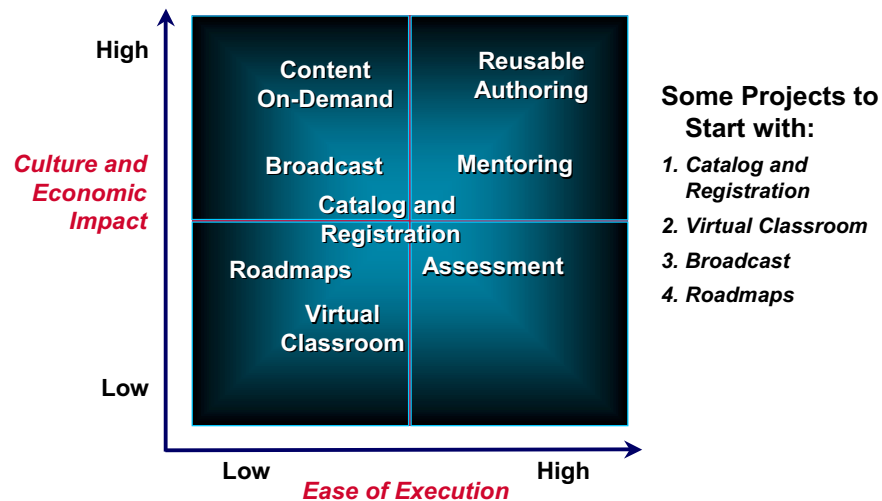 High
Culture and
Economic
Impact
Low
Content
On-Demand
Reusable
Authoring
Broadcast
Mentoring
Catalog and
Registration
Roadmaps
Assessment
Virtual
Classroom
Low
High
Ease of Execution
Some Projects to
Start with:
1. Catalog and
Registration
2. Virtual Classroom
3. Broadcast
4. Roadmaps